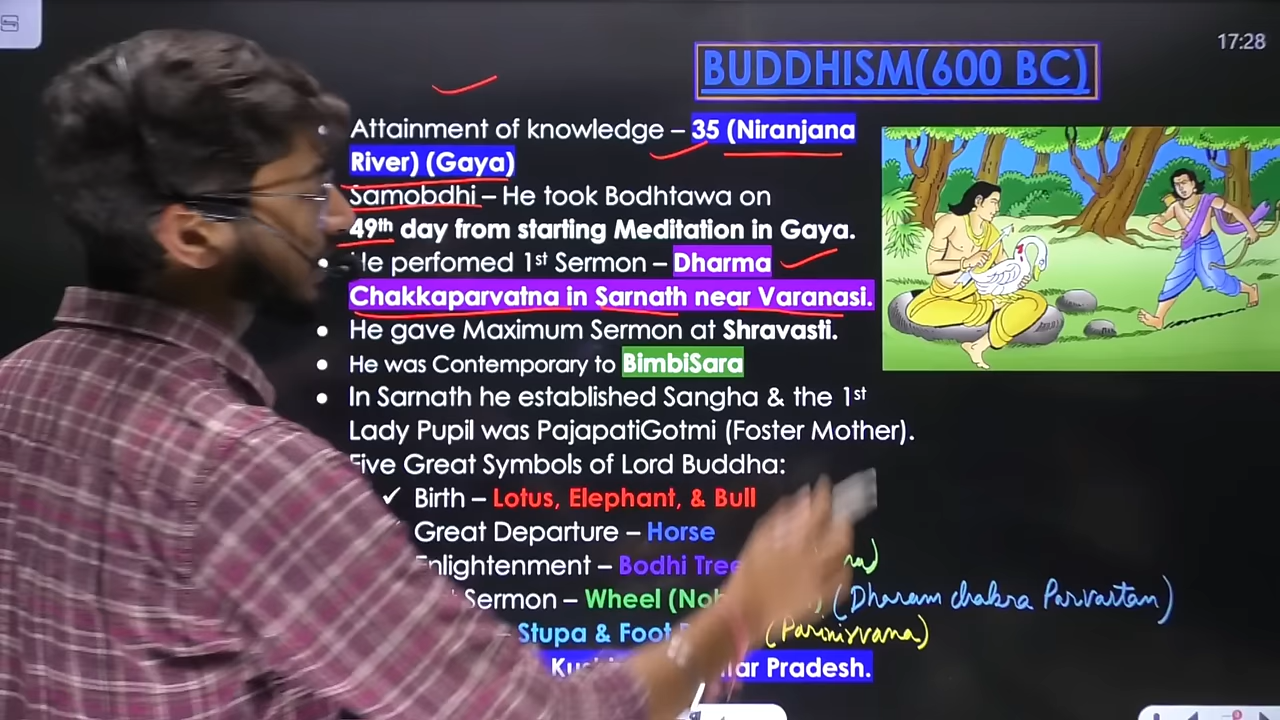 17:28
BUDDHISM(600 BC)
Attainment of knowledge – 35 (Niranjana
River) (Gaya)
Samobdhi – He took Bodhtawa on
49th day from starting Meditation in Gaya.
He perfomed 1st Sermon – Dharma
Chakkaparvatna in Sarnath near Varanasi.
He gave Maximum Sermon at Shravasti.
He was Contemporary to BimbiSara
In Sarnath he established Sangha & the 1st
Lady Pupil was PajapatiGotmi (Foster Mother).
Five Great Symbols of Lord Buddha:
Birth – Lotus, Elephant, & Bull
Great Departure – Horse
Enlightenment – Bodhi Tree
Sermon – Wheel (Dharam chakra Parvartan)
– Stupa & Foot (Parinirvana)
Pradesh.